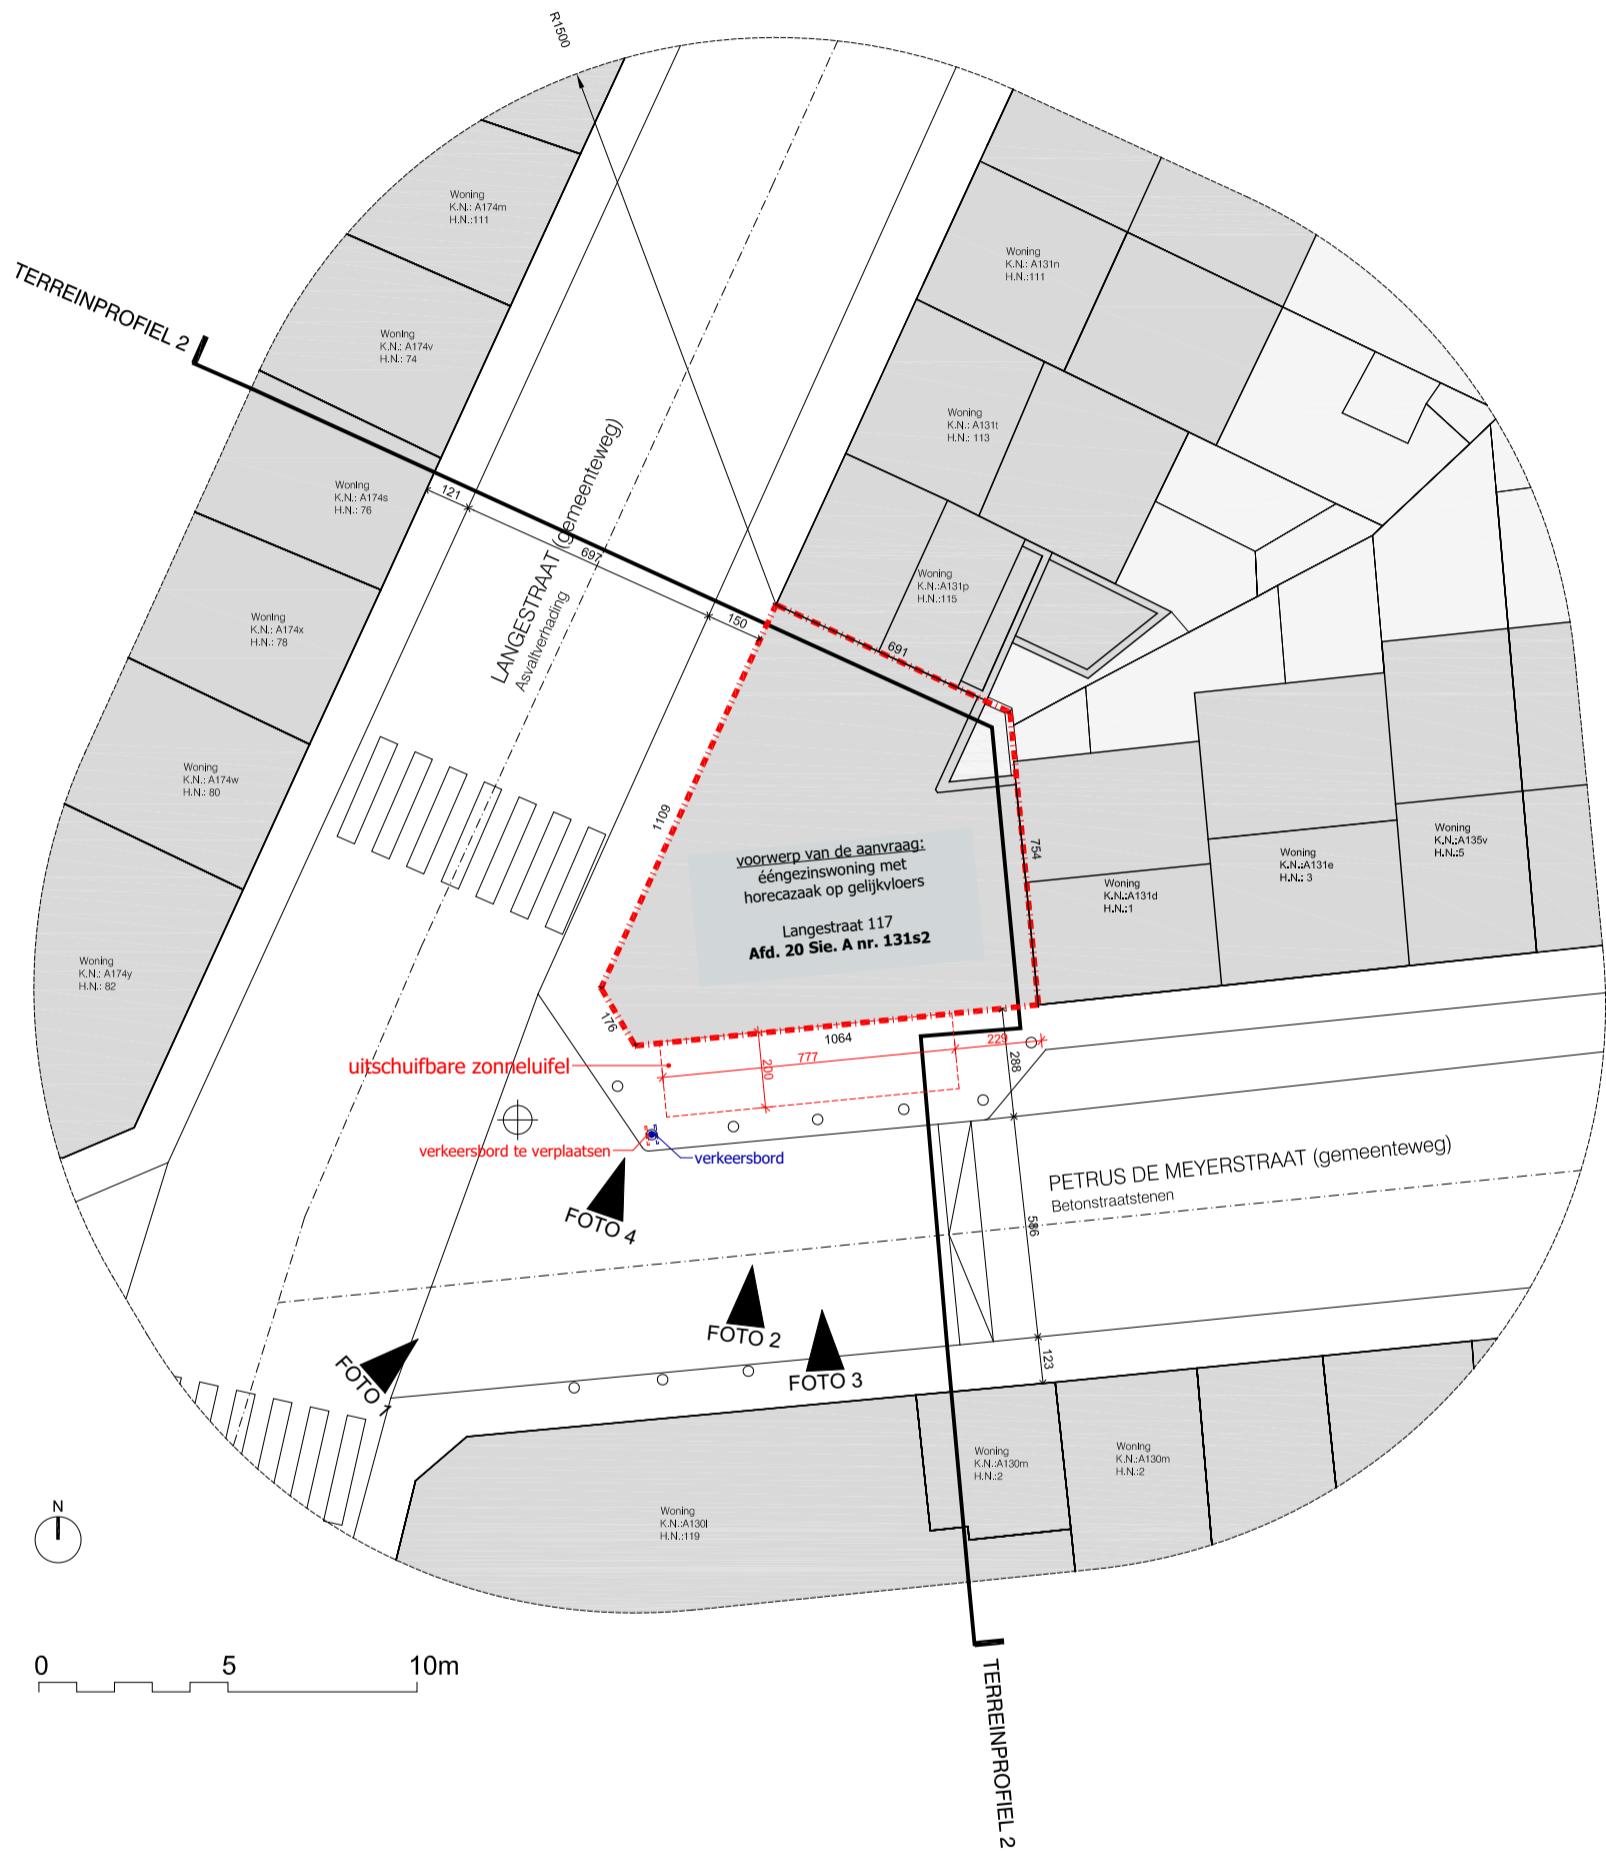 R1500
Woning
K.N.: A174m
H.N.:111
Woning
K.N.: A131n
H.N.:111
TERREINPROFIEL 2
Woning
K.N.: A174v
H.N.: 74
Woning
K.N.: A131t
H.N.: 113
LANGESTRAAT (gemeenteweg)
Asvaltverhading
Woning
K.N.: A174s
H.N.: 76
121
697
150
Woning
K.N.:A131p
H.N.:115
691
Woning
K.N.: A174x
H.N.: 78
Woning
K.N.: A174w
H.N.: 80
1109
754
voorwerp van de aanvraag:
ééngezinswoning met
horecazaak op gelijkvloers
Langestraat 117
Afd. 20 Sie. A nr. 131s2
Woning
K.N.:A135v
H.N.:5
Woning
K.N.:A131e
H.N.: 3
Woning
K.N.:A131d
H.N.:1
Woning
K.N.: A174y
H.N.: 82
176
1064
229
777
200
288
uitschuifbare zonneluifel
verkeersbord te verplaatsen
verkeersbord
PETRUS DE MEYERSTRAAT (gemeenteweg)
Betonstraatstenen
586
FOTO 4
FOTO 2
FOTO 3
FOTO 1
123
Woning
K.N.:A130m
H.N.:2
Woning
K.N.:A130m
H.N.:2
Woning
K.N.:A130l
H.N.:119
N
0 5 10m
TERREINPROFIEL 2